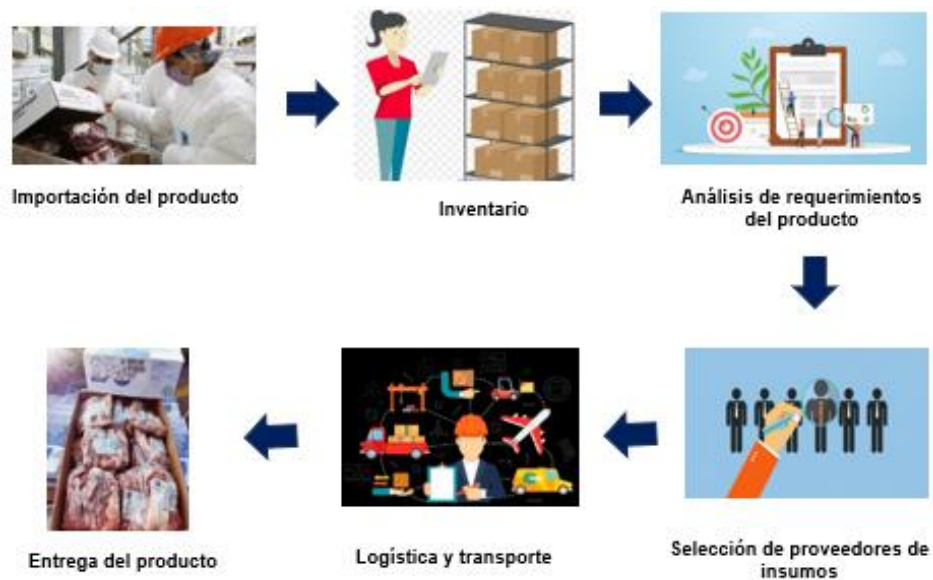 Importación del producto
Inventario
Análisis de requerimientos
del producto
Selección de proveedores de
insumos
Logística y transporte
Entrega del producto